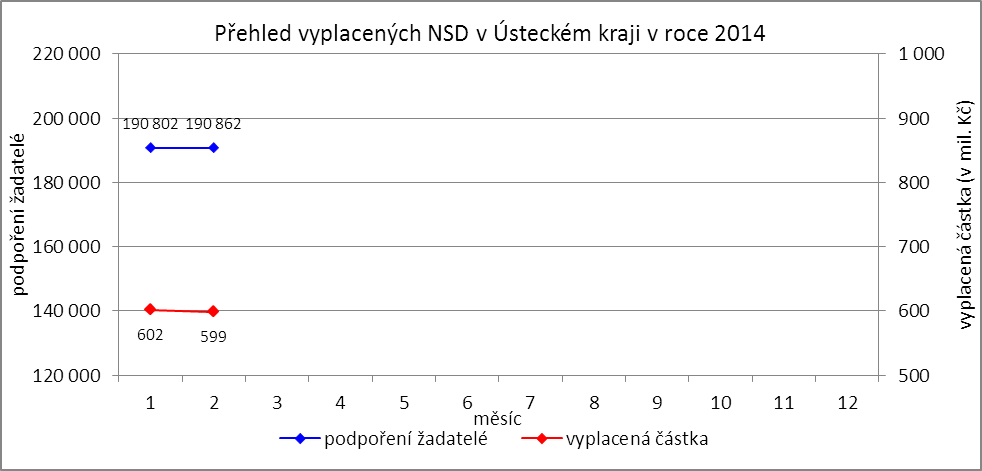 Přehled vyplacených NSD v Ústeckém kraji v roce 2014
220 000
200 000
180 000
160 000
140 000
120 000
podpoření žadatelé
1 000
900
800
700
600
500
vyplacená částka (v mil. Kč)
190 802 190 862
602 599
1 2 3 4 5 6 7 8 9 10 11 12
měsíc
podpoření žadatelé vyplacená částka